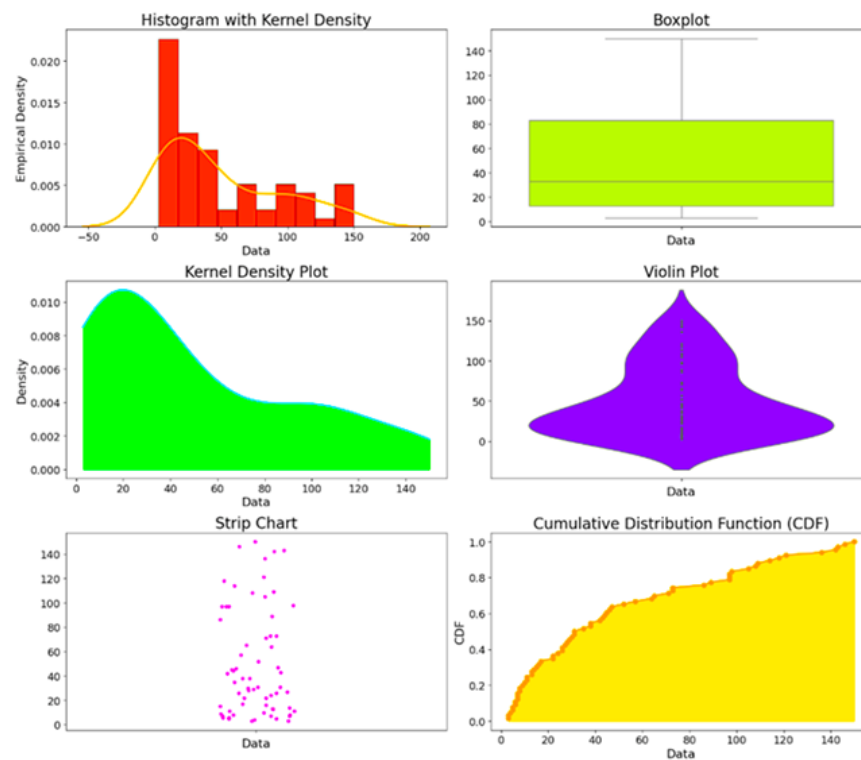 Histogram with Kernel Density
Empirical Density
0.020
0.015
0.010
0.005
0.000
−50 0 50 100 150 200
Data
Boxplot
140
120
100
80
60
40
20
0
Data
Kernel Density Plot
Density
0.010
0.008
0.006
0.004
0.002
0.000
0 20 40 60 80 100 120 140
Data
Violin Plot
150
100
50
0
Data
Strip Chart
140
120
100
80
60
40
20
0
Data
Cumulative Distribution Function (CDF)
CDF
1.0
0.8
0.6
0.4
0.2
0.0
0 20 40 60 80 100 120 140
Data